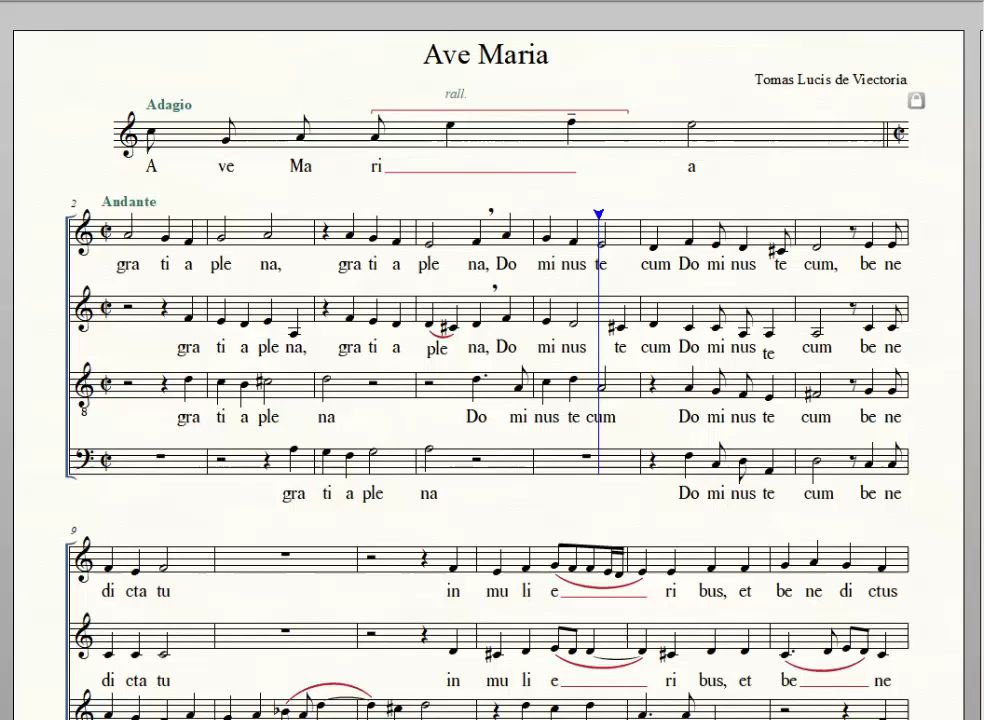 Ave Maria
Tomas Lucis de Viectoria
rall.
Adagio
A ve Ma ri a
2
Andante
gra ti a ple na, gra ti a ple na, Do mi nus te cum Do mi nus te cum, be ne
gra ti a ple na, gra ti a ple na, Do mi nus te cum Do mi nus te cum be ne
8
gra ti a ple na Do mi nus te cum Do mi nus te cum be ne
gra ti a ple na Do mi nus te cum be ne
9
di cta tu in mu li e ri bus, et be ne di ctus
di cta tu in mu li e ri bus, et be ne